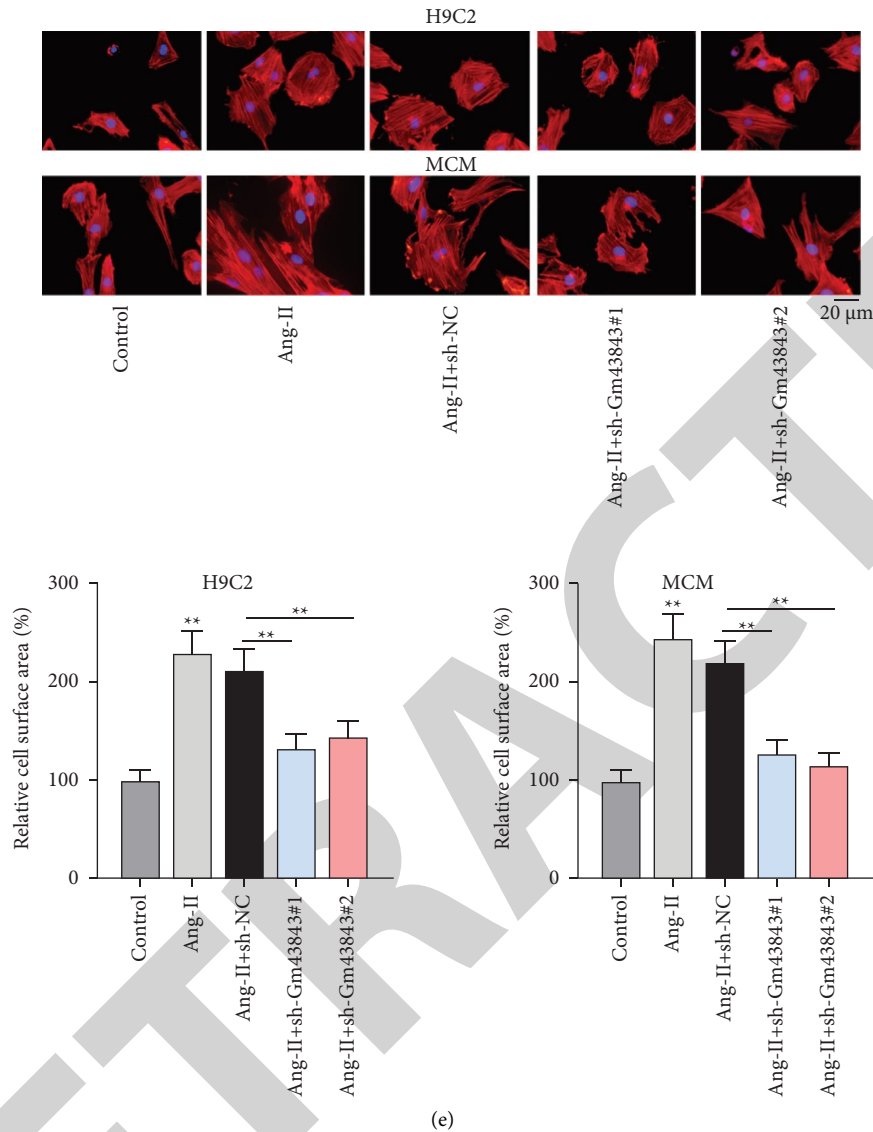 H9C2
MCM
20 µm
Control
Ang-II
Ang-II+sh-NC
Ang-II+sh-Gm43843#1
Ang-II+sh-Gm43843#2
H9C2
Relative cell surface area (%)
300
200
100
0
**
**
**
Control
Ang-II
Ang-II+sh-NC
Ang-II+sh-Gm43843#1
Ang-II+sh-Gm43843#2
MCM
Relative cell surface area (%)
300
200
100
0
**
**
**
Control
Ang-II
Ang-II+sh-NC
Ang-II+sh-Gm43843#1
Ang-II+sh-Gm43843#2
(e)
TRACT